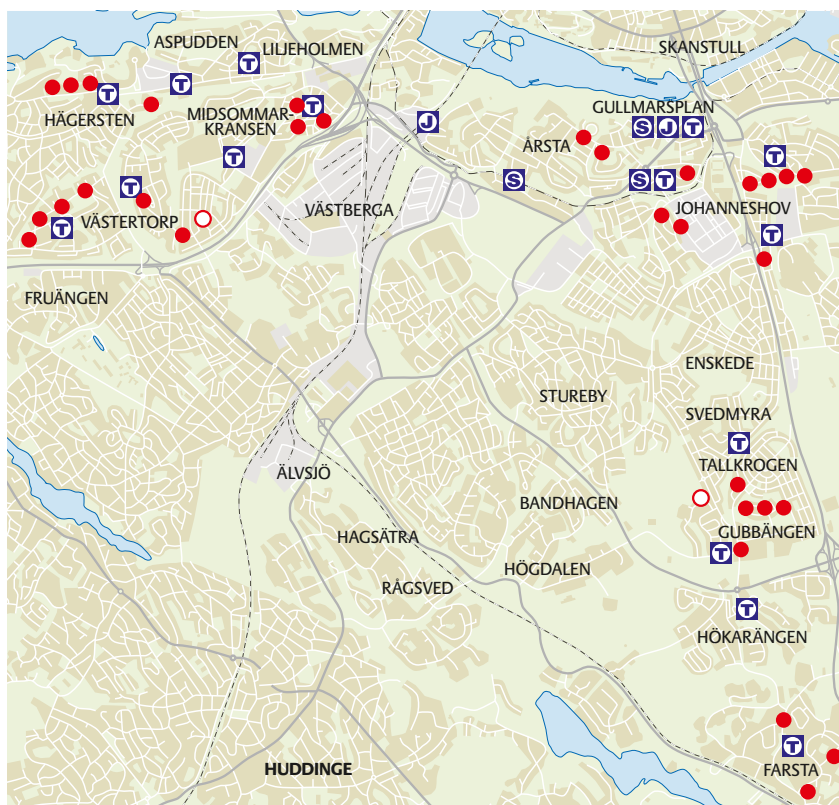 ASPUDDEN
LILJEHOLMEN
SKANSTULL
T
T
T
T
HÄGERSTEN
MIDSOMMAR-
KRANSEN
J
GULLMARSPLAN
S J T
ÅRSTA
T
T
S
S T
T
VÄSTBERGA
JOHANNESHOV
VÄSTERTORP
T
T
FRUÄNGEN
ENSKEDE
STUREBY
SVEDMYRA
T
TALLKROGEN
ÄLVSJÖ
BANDHAGEN
GUBBÄNGEN
HAGSÄTRA
T
HÖGDALEN
RÅGSVED
T
HÖKARÄNGEN
T
HUDDINGE
FARSTA